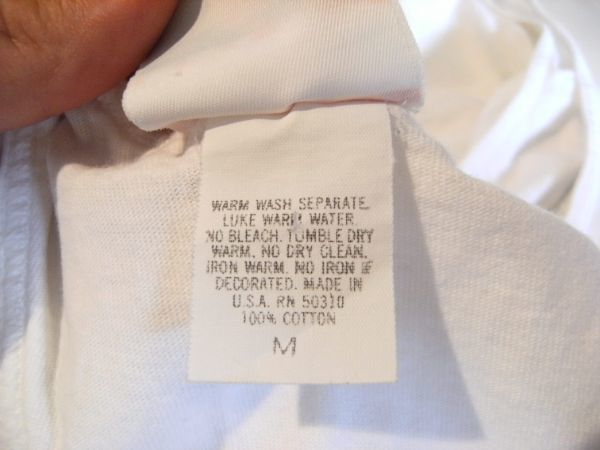 WARM WASH SEPARATE.
LUKE WARM WATER.
NO BLEACH. TUMBLE DRY
WARM. NO DRY CLEAN.
IRON WARM. NO IRON IF
DECORATED. MADE IN
U.S.A. RN 50310
100% COTTON
M